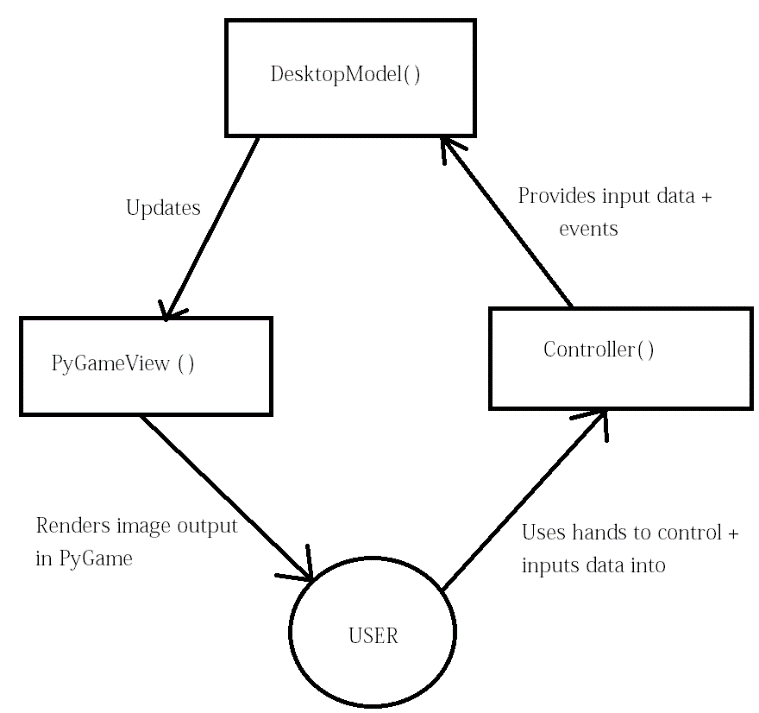 DesktopModel()
Updates
Provides input data +
events
PyGameView ()
Controller()
Renders image output
in PyGame
Uses hands to control +
inputs data into
USER